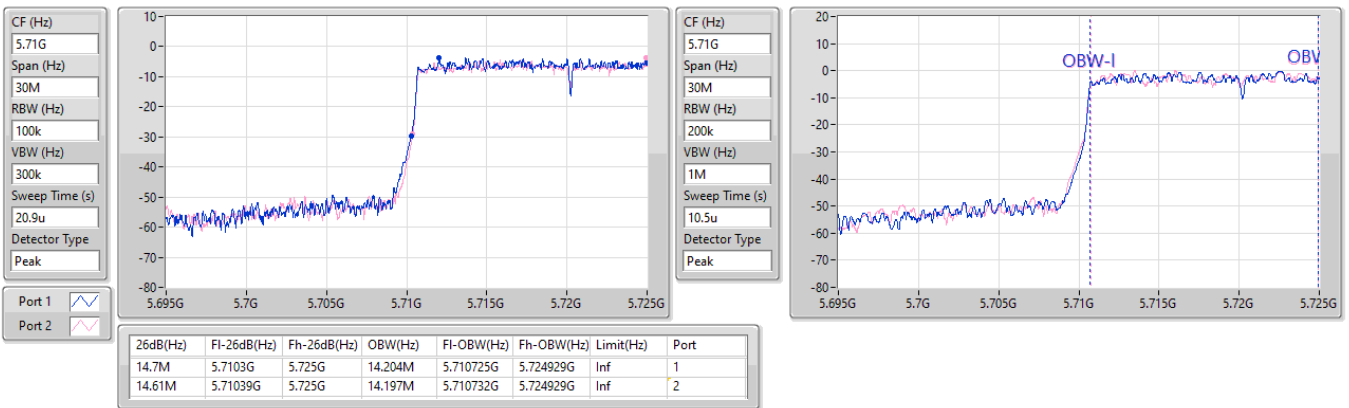 CF (Hz)
5.71G
Span (Hz)
30M
RBW (Hz)
100k
VBW (Hz)
300k
Sweep Time (s)
20.9u
Detector Type
Peak
Port 1
Port 2
10
0
-10
-20
-30
-40
-50
-60
-70
-80
5.695G 5.7G 5.705G 5.71G 5.715G 5.72G 5.725G
CF (Hz)
5.71G
Span (Hz)
30M
RBW (Hz)
200k
VBW (Hz)
1M
Sweep Time (s)
10.5u
Detector Type
Peak
20
10
0
-10
-20
-30
-40
-50
-60
-70
-80
OBW-l OBW
5.695G 5.7G 5.705G 5.71G 5.715G 5.72G 5.725G
26dB(Hz) Fl-26dB(Hz) Fh-26dB(Hz) OBW(Hz) Fl-OBW(Hz) Fh-OBW(Hz) Limit(Hz) Port
14.7M 5.7103G 5.725G 14.204M 5.710725G 5.724929G Inf 1
14.61M 5.71039G 5.725G 14.197M 5.710732G 5.724929G Inf 2